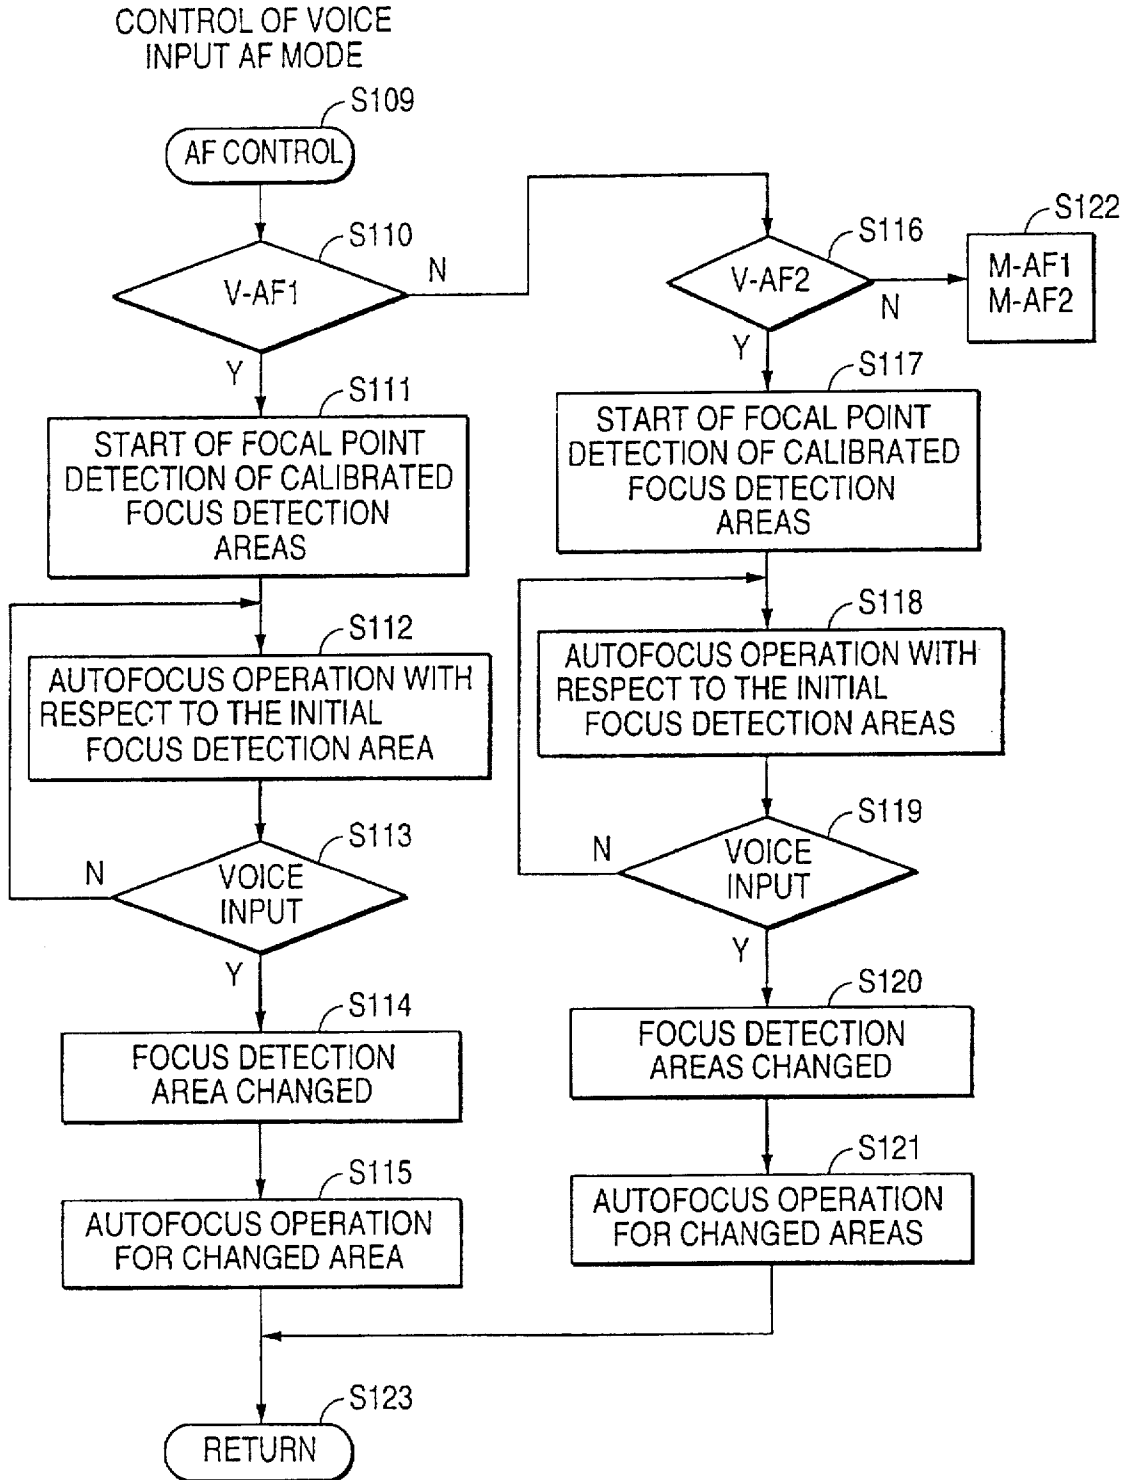 CONTROL OF VOICE
INPUT AF MODE
S109
AF CONTROL
S110
V-AF1
N
Y
S111
START OF FOCAL POINT
DETECTION OF CALIBRATED
FOCUS DETECTION
AREAS
S112
AUTOFOCUS OPERATION WITH
RESPECT TO THE INITIAL
FOCUS DETECTION AREA
S113
VOICE
INPUT
N
Y
S114
FOCUS DETECTION
AREA CHANGED
S115
AUTOFOCUS OPERATION
FOR CHANGED AREA
S116
V-AF2
N
Y
S122
M-AF1
M-AF2
S117
START OF FOCAL POINT
DETECTION OF CALIBRATED
FOCUS DETECTION
AREAS
S118
AUTOFOCUS OPERATION WITH
RESPECT TO THE INITIAL
FOCUS DETECTION AREAS
S119
VOICE
INPUT
N
Y
S120
FOCUS DETECTION
AREAS CHANGED
S121
AUTOFOCUS OPERATION
FOR CHANGED AREAS
S123
RETURN